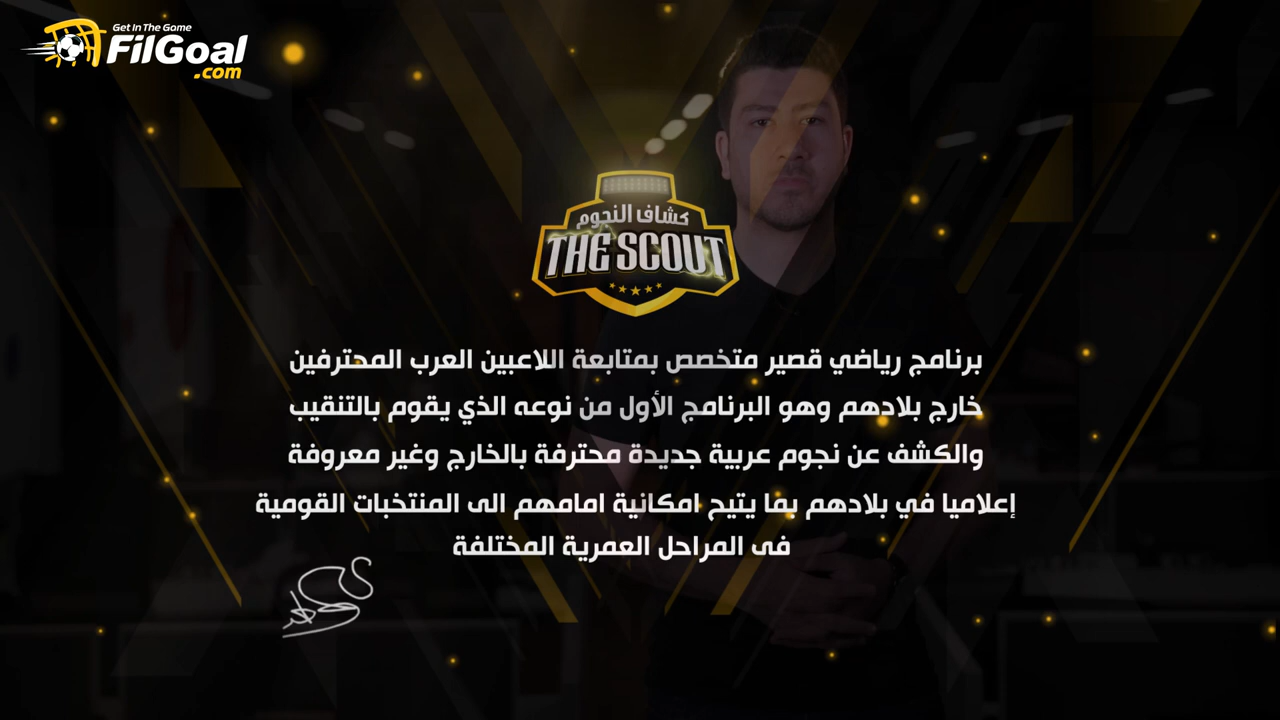 Get In The Game
FilGoal
.com
كشاف النجوم
THE SCOUT
برنامج رياضي قصير متخصص بمتابعة اللاعبين العرب المحترفين
خارج بلادهم وهو البرنامج الأول من نوعه الذي يقوم بالتنقيب
والكشف عن نجوم عربية جديدة محترفة بالخارج وغير معروفة
إعلاميا في بلادهم بما يتيح امكانية امامهم الى المنتخبات القومية
فى المراحل العمرية المختلفة